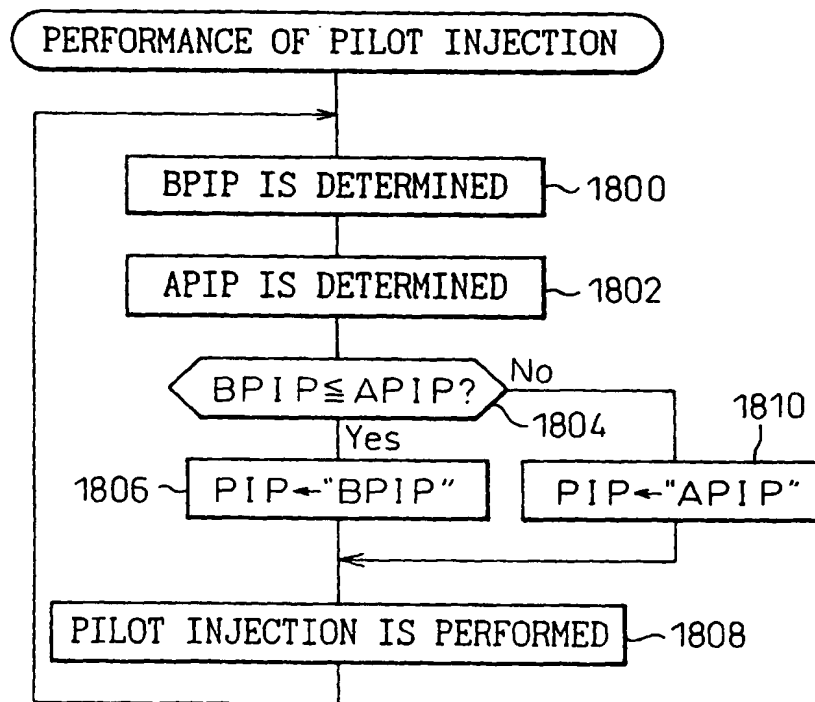 PERFORMANCE OF PILOT INJECTION
BPIP IS DETERMINED
1800
APIP IS DETERMINED
1802
BPIP≦APIP?
No
1804
Yes
1810
1806
PIP←"BPIP"
PIP←"APIP"
PILOT INJECTION IS PERFORMED
1808